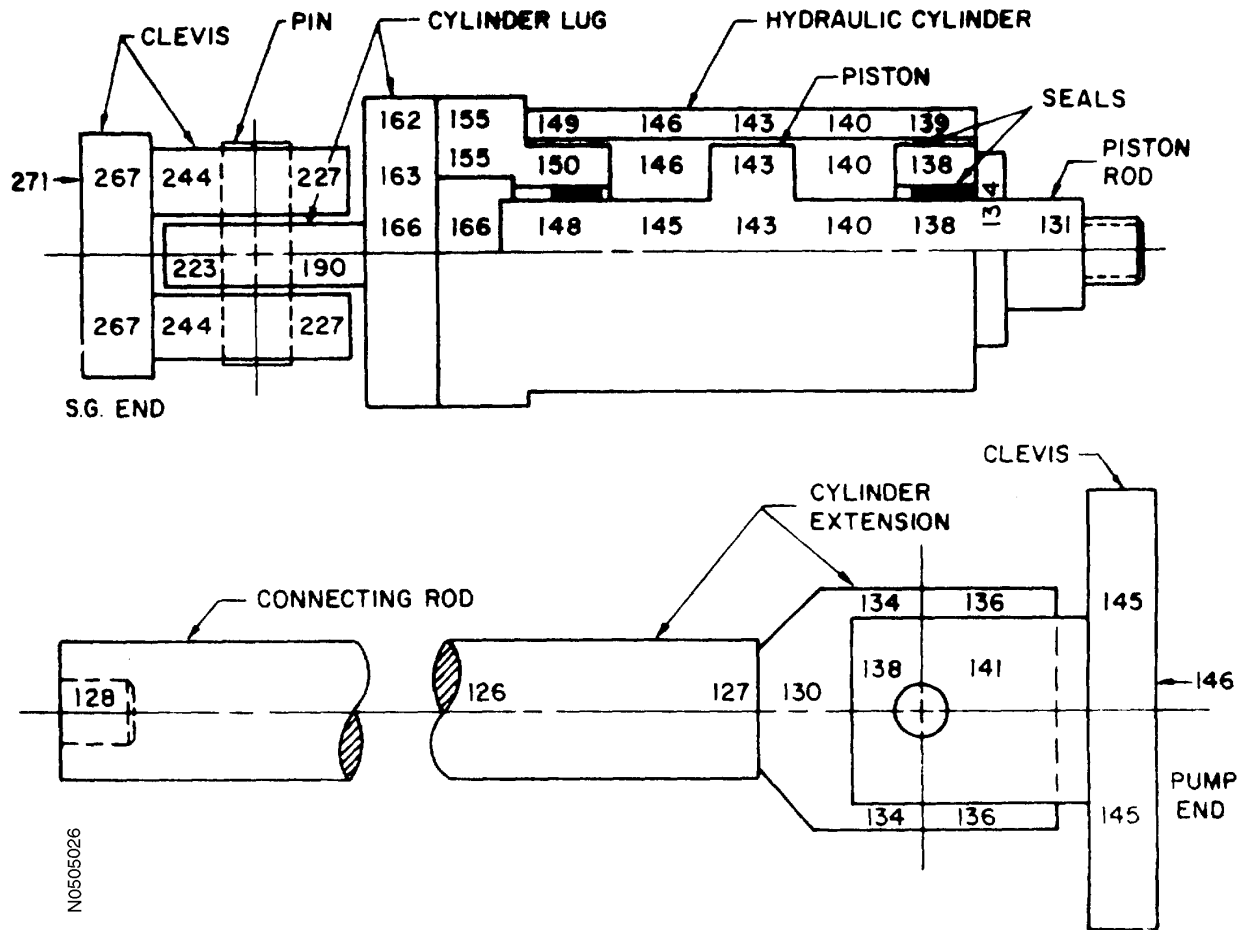 CLEVIS
PIN
CYLINDER LUG
HYDRAULIC CYLINDER
PISTON
SEALS
PISTON
ROD
162 155 149 146 143 140 139
155
271 267 244 227 163 150 146 143 140 138
134
166 166 148 145 143 140 138 131
223 190
267 244 227
S.G. END
CLEVIS
CYLINDER
EXTENSION
CONNECTING ROD
134 136 145
128 126 127 130 138 141 146
134 136 145
PUMP
END
N0505026